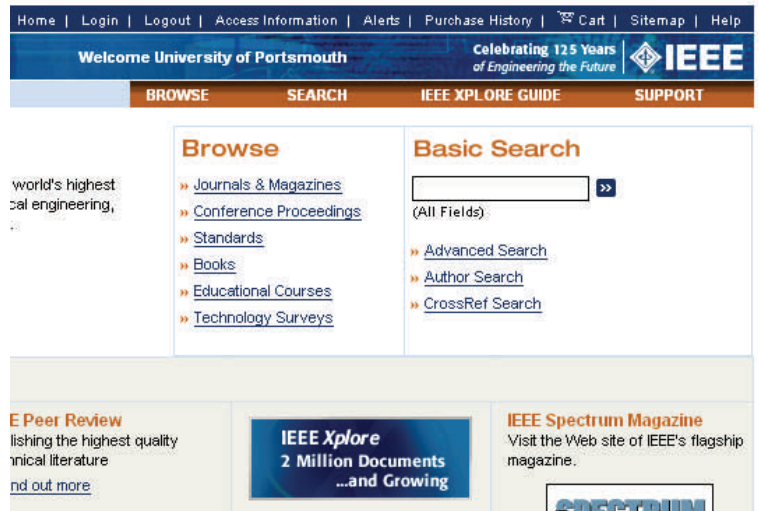 Home | Login | Logout | Access Information | Alerts | Purchase History | Cart | Sitemap | Help
Welcome University of Portsmouth
Celebrating 125 Years
of Engineering the Future
IEEE
BROWSE SEARCH IEEE XPLORE GUIDE SUPPORT
Browse
» Journals & Magazines
» Conference Proceedings
» Standards
» Books
» Educational Courses
» Technology Surveys
Basic Search
»
(All Fields)
» Advanced Search
» Author Search
» CrossRef Search
world's highest
cal engineering,
E Peer Review
lishing the highest quality
nnical literature
nd out more
IEEE Xplore
2 Million Documents
...and Growing
IEEE Spectrum Magazine
Visit the Web site of IEEE's flagship
magazine.
SPECTRUM